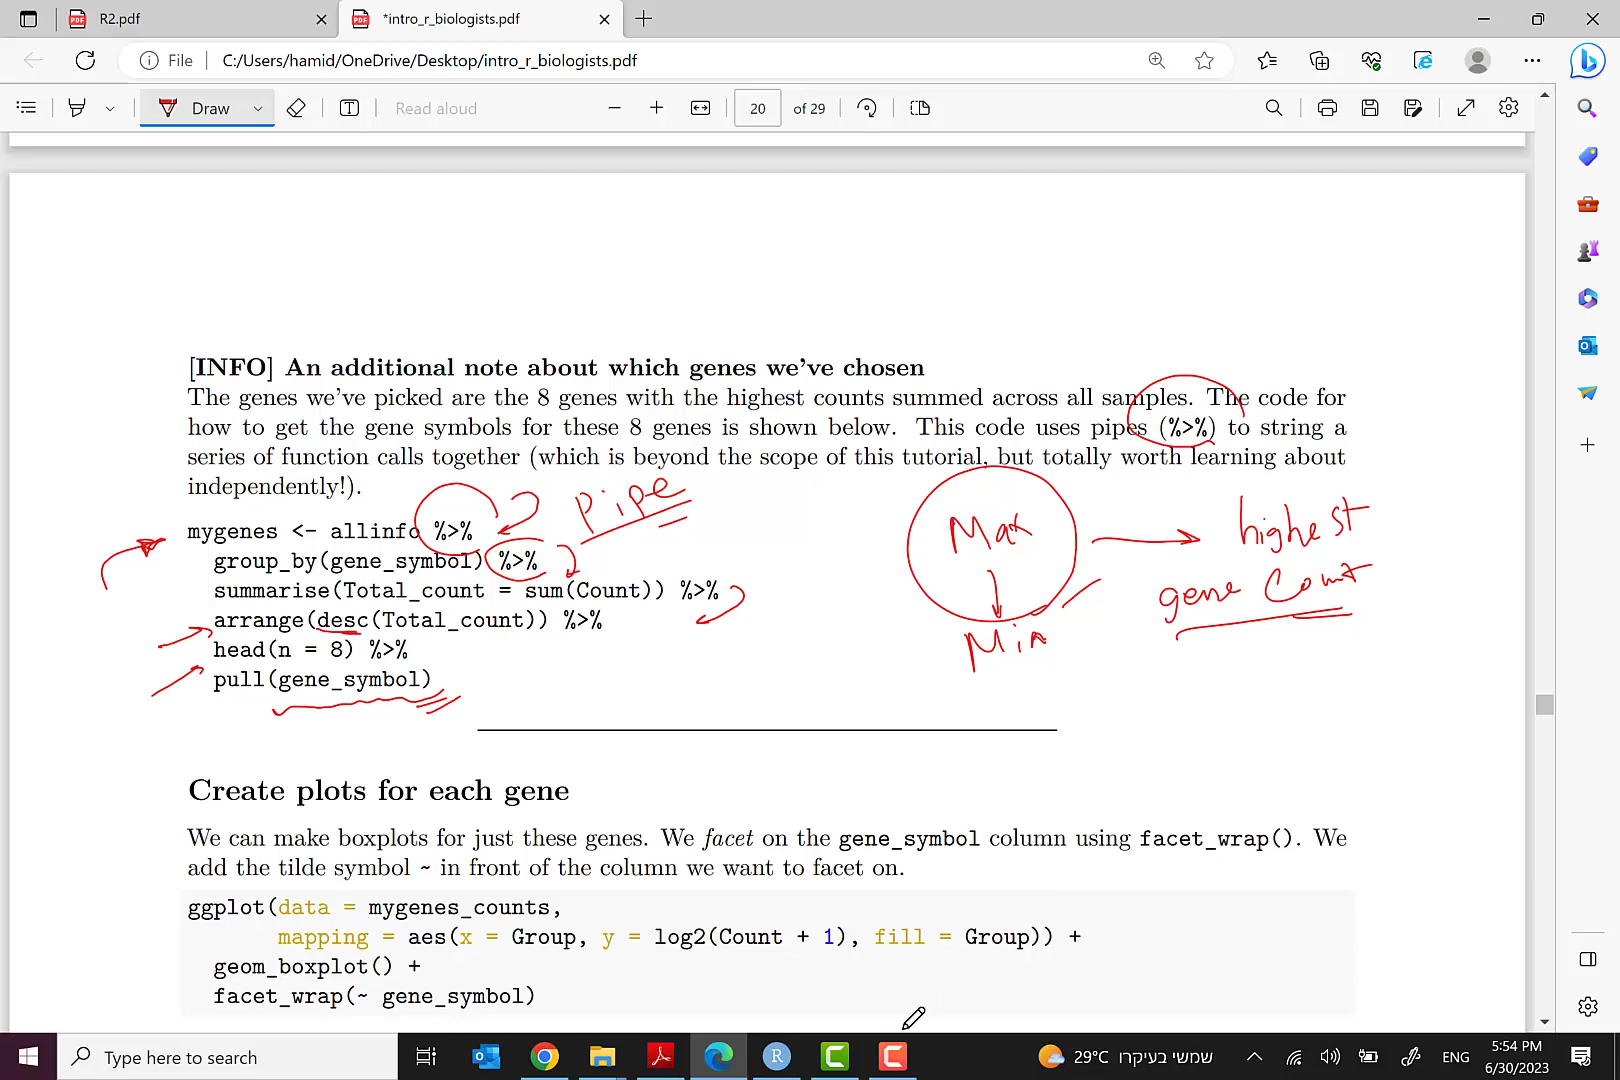 R2.pdf
*intro_r_biologists.pdf
File
C:/Users/hamid/OneDrive/Desktop/intro_r_biologists.pdf
Draw
Read aloud
20
of 29
[INFO] An additional note about which genes we've chosen
The genes we've picked are the 8 genes with the highest counts summed across all samples. The code for
how to get the gene symbols for these 8 genes is shown below. This code uses pipes (%>%) to string a
series of function calls together (which is beyond the scope of this tutorial, but totally worth learning about
independently!).
Pipe
mygenes <- allinfo %>%
group_by(gene_symbol) %>%
summarise(Total_count = sum(Count)) %>%
arrange(desc(Total_count)) %>%
head(n = 8) %>%
pull(gene_symbol)
Max
Min
highest
gene Count
Create plots for each gene
We can make boxplots for just these genes. We facet on the gene_symbol column using facet_wrap(). We
add the tilde symbol ~ in front of the column we want to facet on.
ggplot(data = mygenes_counts,
mapping = aes(x = Group, y = log2(Count + 1), fill = Group)) +
geom_boxplot() +
facet_wrap(~ gene_symbol)
Type here to search
29°C שמשי בעיקרו
ENG
5:54 PM
6/30/2023